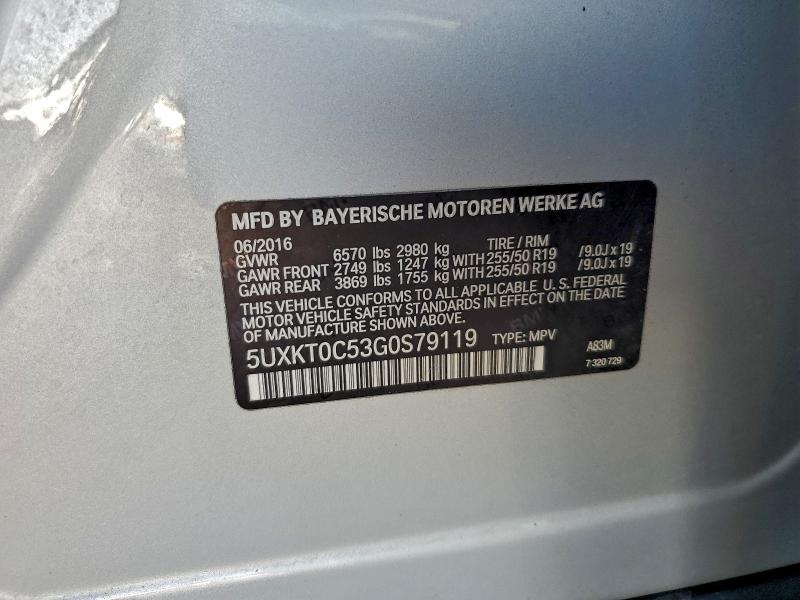 MFD BY BAYERISCHE MOTOREN WERKE AG
06/2016 TIRE / RIM
GVWR 6570 lbs 2980 kg
GAWR FRONT 2749 lbs 1247 kg WITH 255/50 R19 /9.0J x 19
GAWR REAR 3869 lbs 1755 kg WITH 255/50 R19 /9.0J x 19
THIS VEHICLE CONFORMS TO ALL APPLICABLE U.S. FEDERAL
MOTOR VEHICLE SAFETY STANDARDS IN EFFECT ON THE DATE
OF MANUFACTURE SHOWN ABOVE.
5UXKT0C53G0S79119 TYPE: MPV A83M
7 320 729